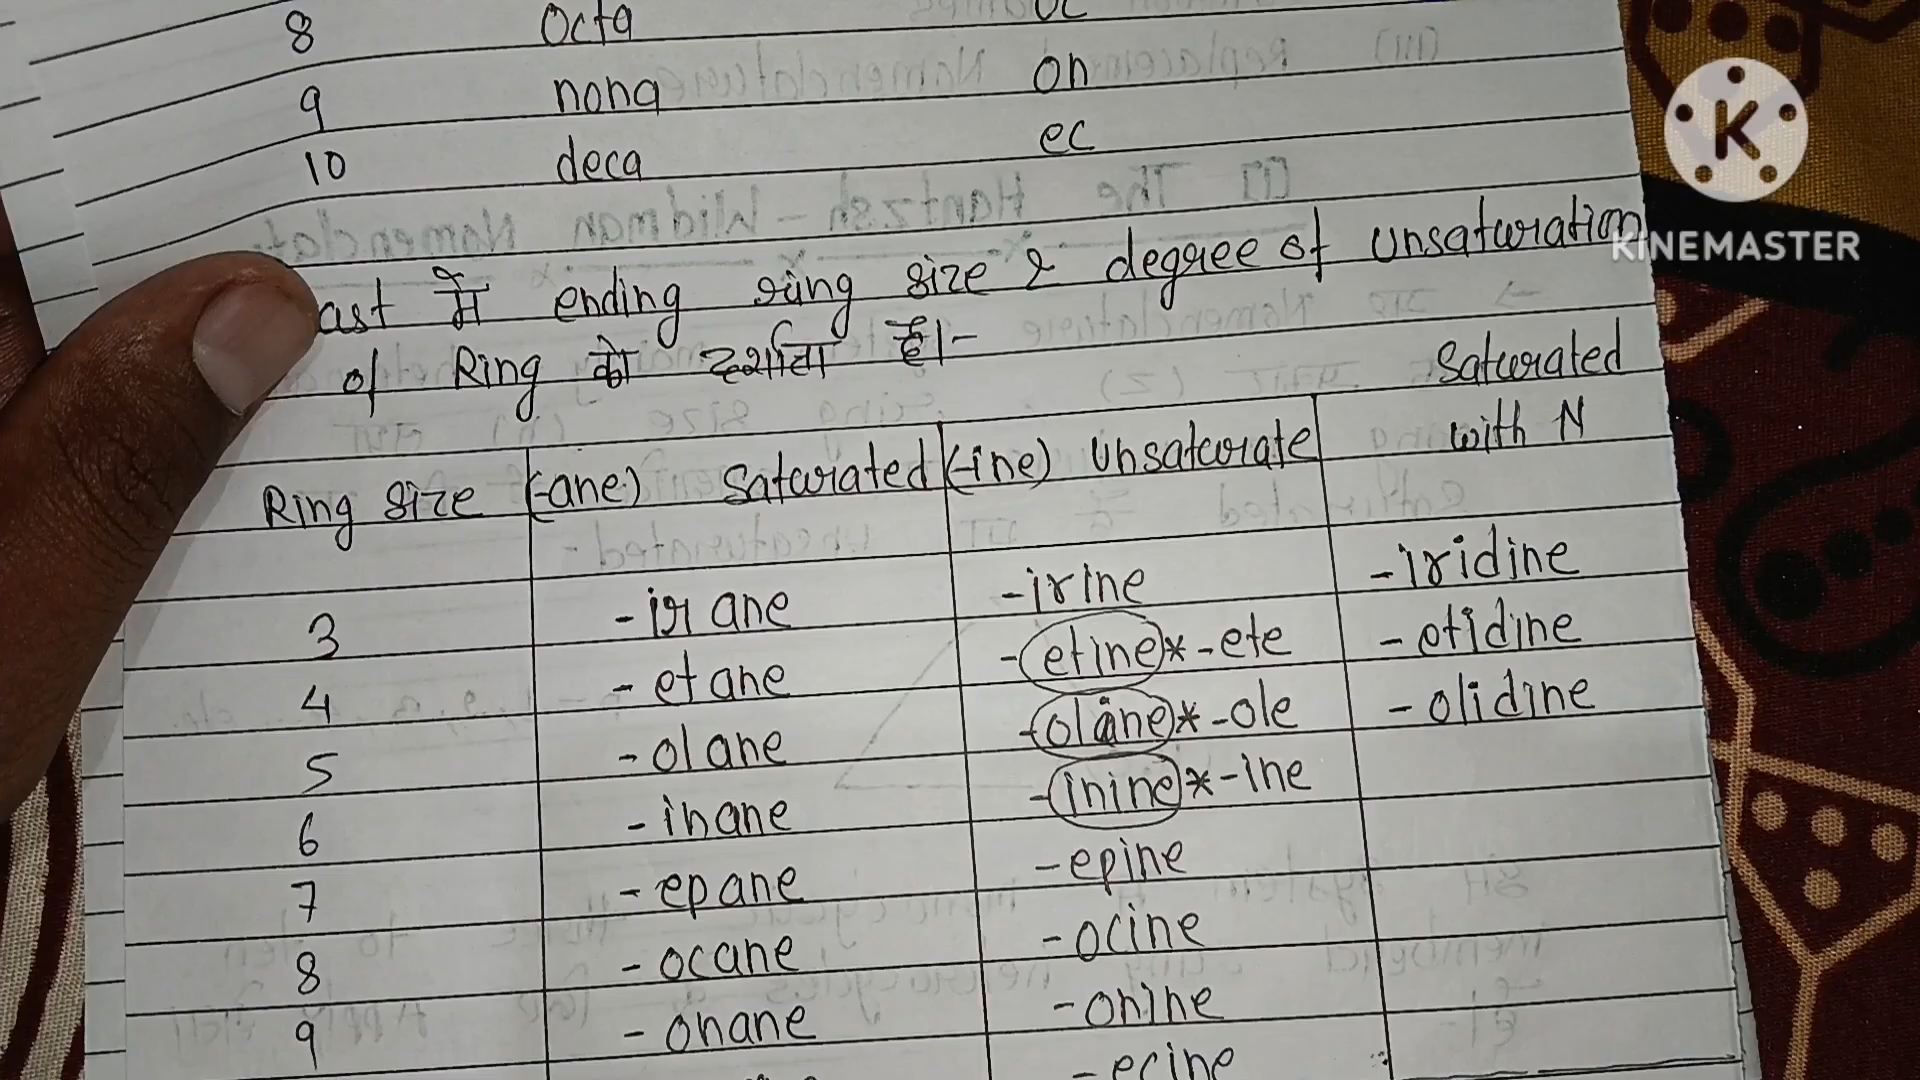 8 Octa oc
9 nona on
10 deca ec
ast में ending ring size & degree of unsaturation
of Ring को दर्शाता है।-
Ring size (-ane) Saturated (-ine) Unsaturate Saturated with N
3 -irane -irine -iridine
4 -etane -etine* -ete -etidine
5 -olane -olane* -ole -olidine
6 -inane -inine* -ine
7 -epane -epine
8 -ocane -ocine
9 -onane -onine
-ecine
K
KINEMASTER